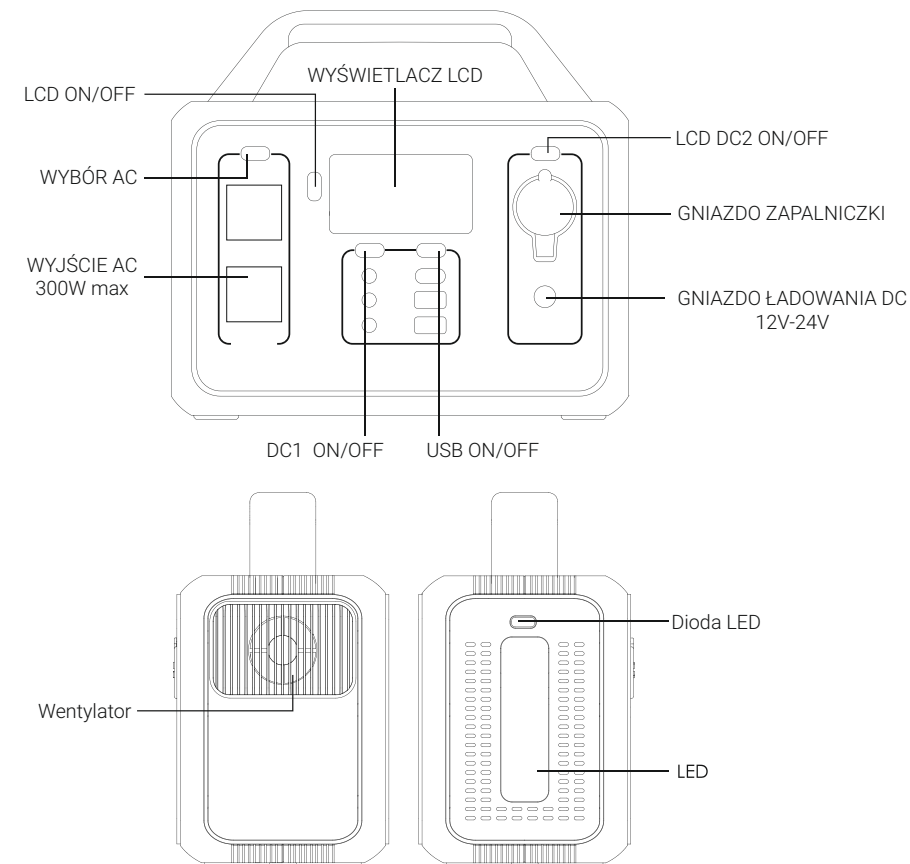 WYŚWIETLACZ LCD
LCD ON/OFF
LCD DC2 ON/OFF
WYBÓR AC
GNIAZDO ZAPALNICZKI
WYJŚCIE AC
300W max
GNIAZDO ŁADOWANIA DC
12V-24V
DC1 ON/OFF
USB ON/OFF
Dioda LED
Wentylator
LED